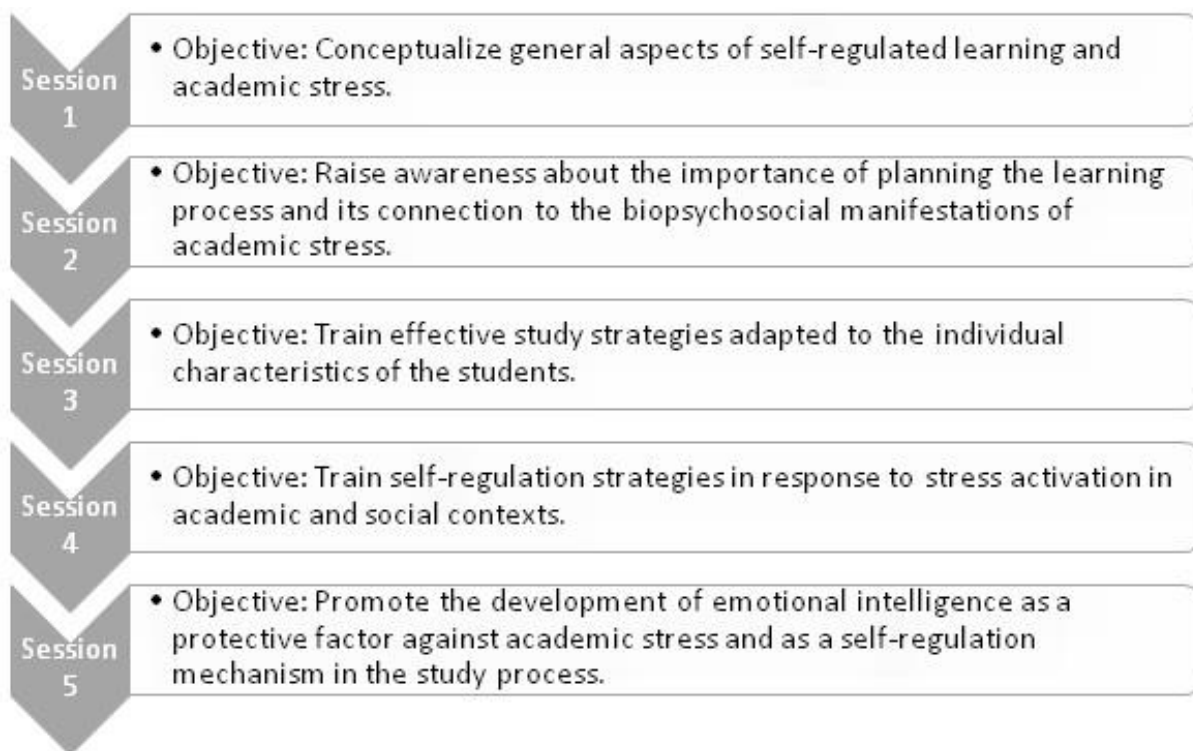 Session
1
• Objective: Conceptualize general aspects of self-regulated learning and
academic stress.
Session
2
• Objective: Raise awareness about the importance of planning the learning
process and its connection to the biopsychosocial manifestations of
academic stress.
Session
3
• Objective: Train effective study strategies adapted to the individual
characteristics of the students.
Session
4
• Objective: Train self-regulation strategies in response to stress activation in
academic and social contexts.
Session
5
• Objective: Promote the development of emotional intelligence as a
protective factor against academic stress and as a self-regulation
mechanism in the study process.